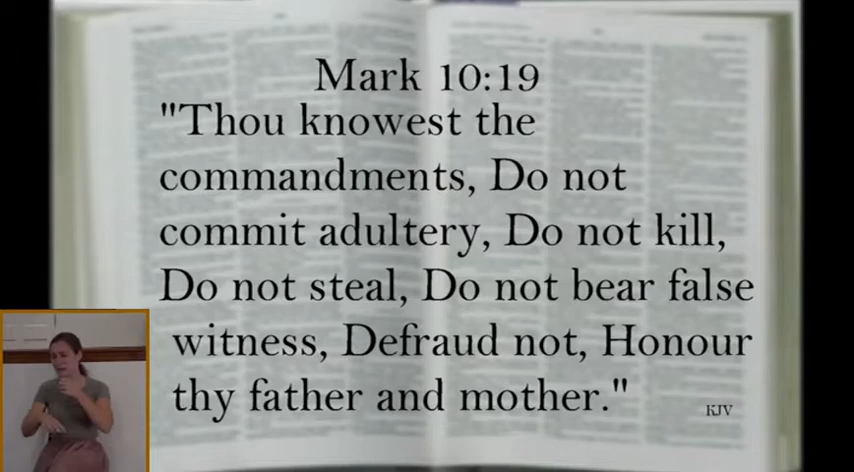 Mark 10:19
"Thou knowest the
commandments, Do not
commit adultery, Do not kill,
Do not steal, Do not bear false
witness, Defraud not, Honour
thy father and mother."
KJV